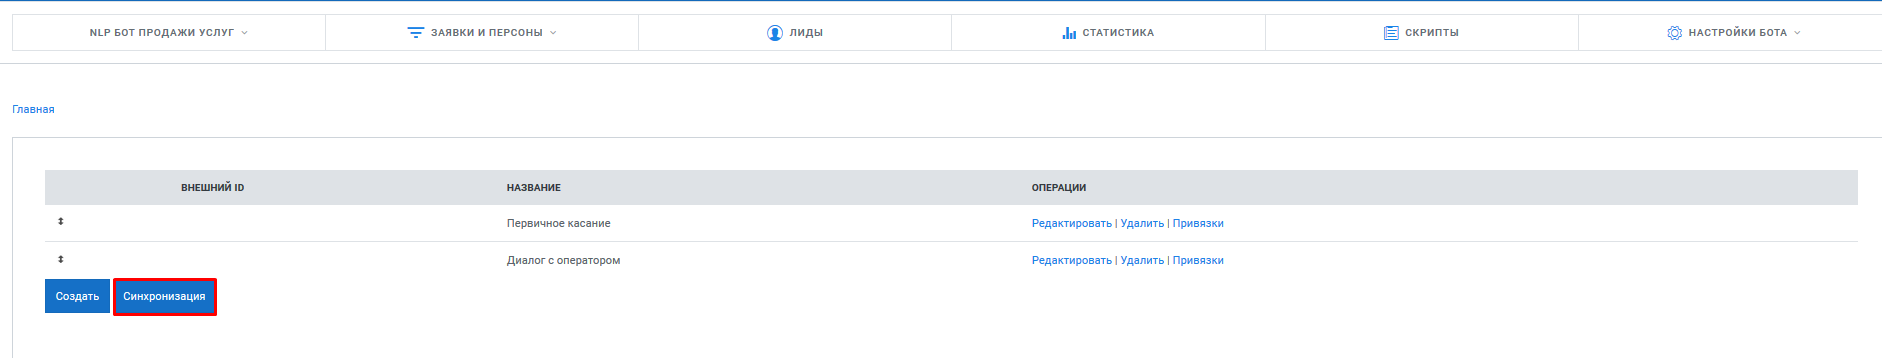 NLP БОТ ПРОДАЖИ УСЛУГ ЗАЯВКИ И ПЕРСОНЫ ЛИДЫ СТАТИСТИКА СКРИПТЫ НАСТРОЙКИ БОТА
Главная
ВНЕШНИЙ ID НАЗВАНИЕ ОПЕРАЦИИ
Первичное касание Редактировать | Удалить | Привязки
Диалог с оператором Редактировать | Удалить | Привязки
Создать Синхронизация